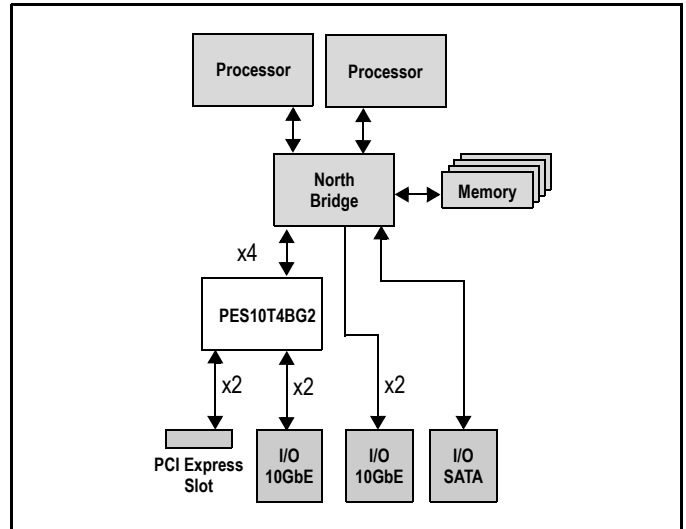 Processor
Processor
North
Bridge
Memory
x4
PES10T4BG2
x2
x2
x2
PCI Express
Slot
I/O
10GbE
I/O
10GbE
I/O
SATA